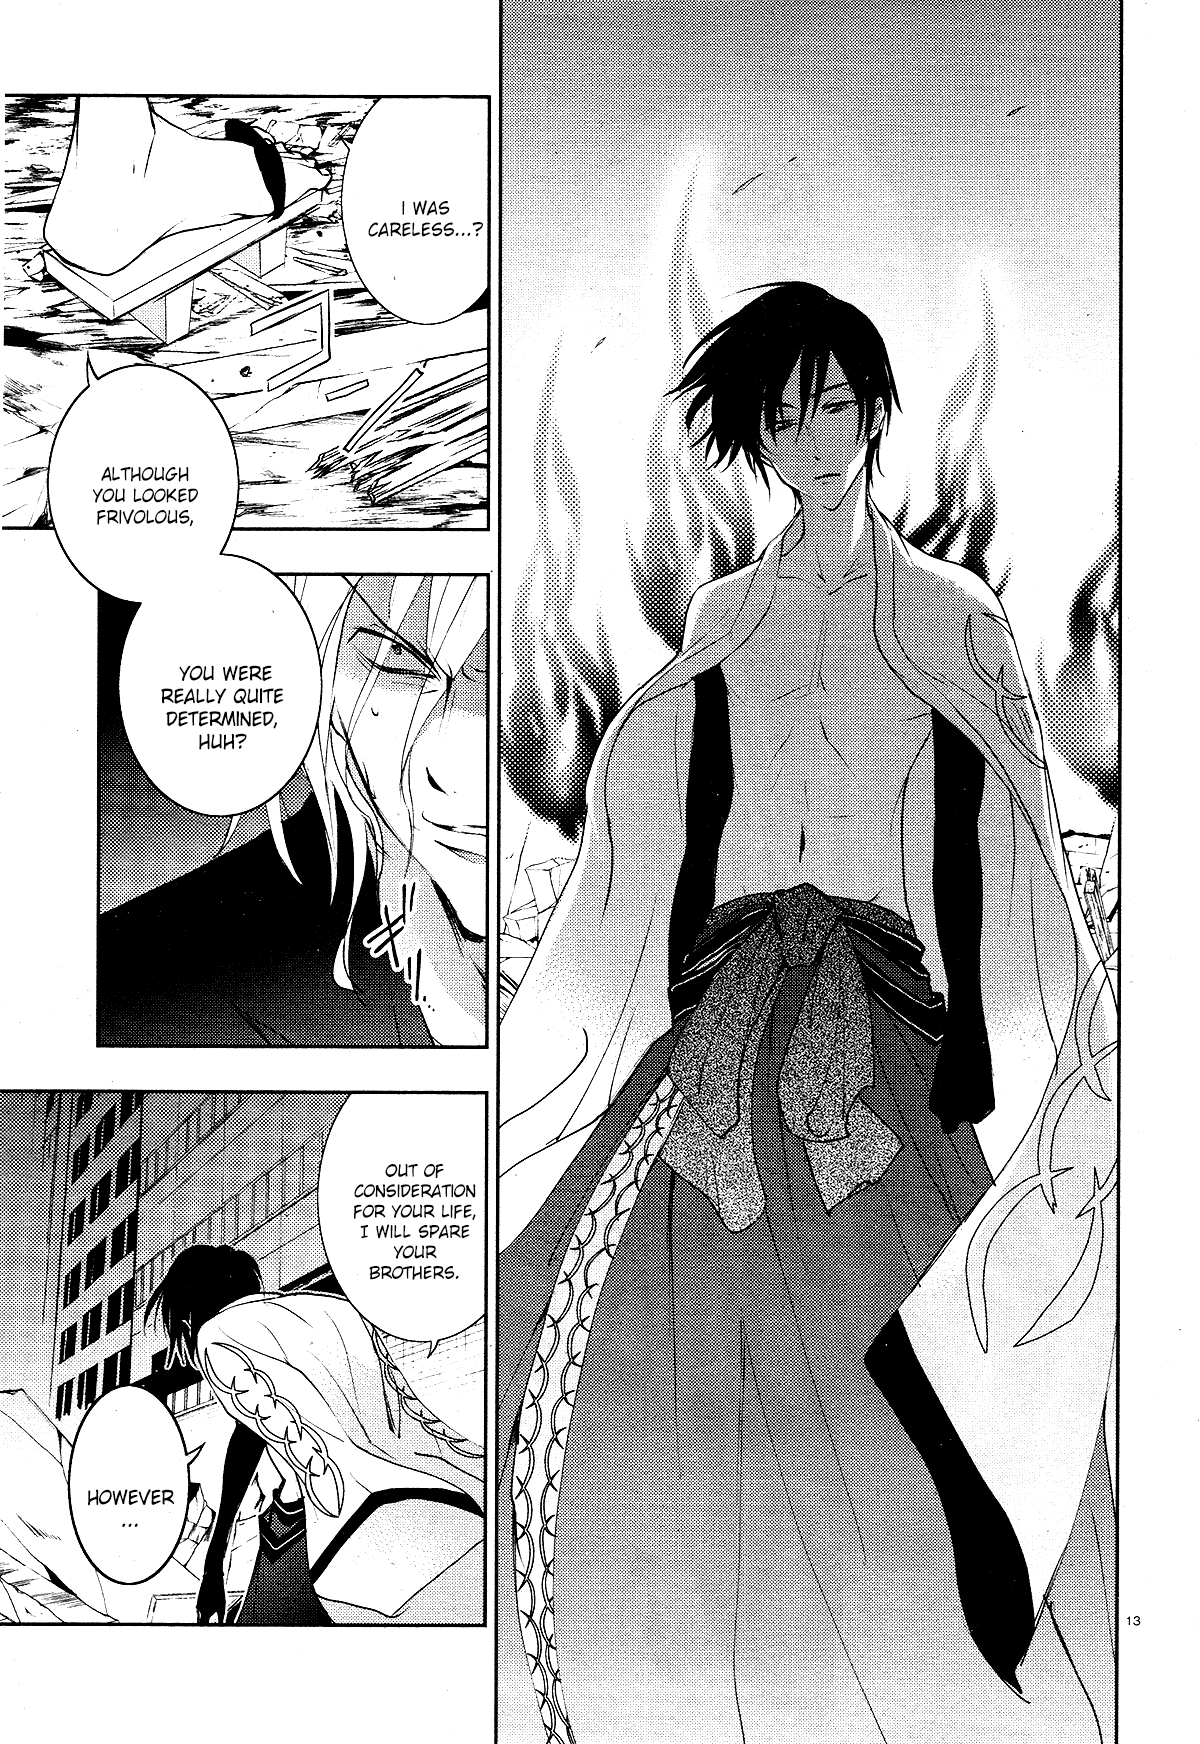 I WAS
CARELESS...?
ALTHOUGH
YOU LOOKED
FRIVOLOUS,
YOU WERE
REALLY QUITE
DETERMINED,
HUH?
OUT OF
CONSIDERATION
FOR YOUR LIFE,
I WILL SPARE
YOUR
BROTHERS.
HOWEVER
...
13